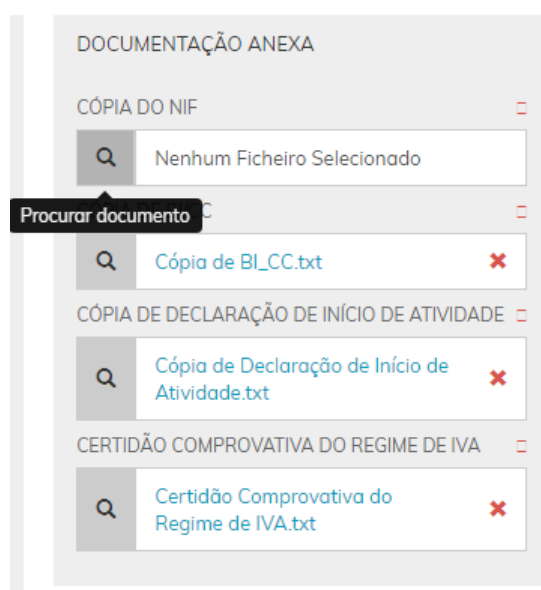 DOCUMENTAÇÃO ANEXA
CÓPIA DO NIF
Nenhum Ficheiro Selecionado
Procurar documento
Cópia de BI_CC.txt
CÓPIA DE DECLARAÇÃO DE INÍCIO DE ATIVIDADE
Cópia de Declaração de Início de
Atividade.txt
CERTIDÃO COMPROVATIVA DO REGIME DE IVA
Certidão Comprovativa do
Regime de IVA.txt